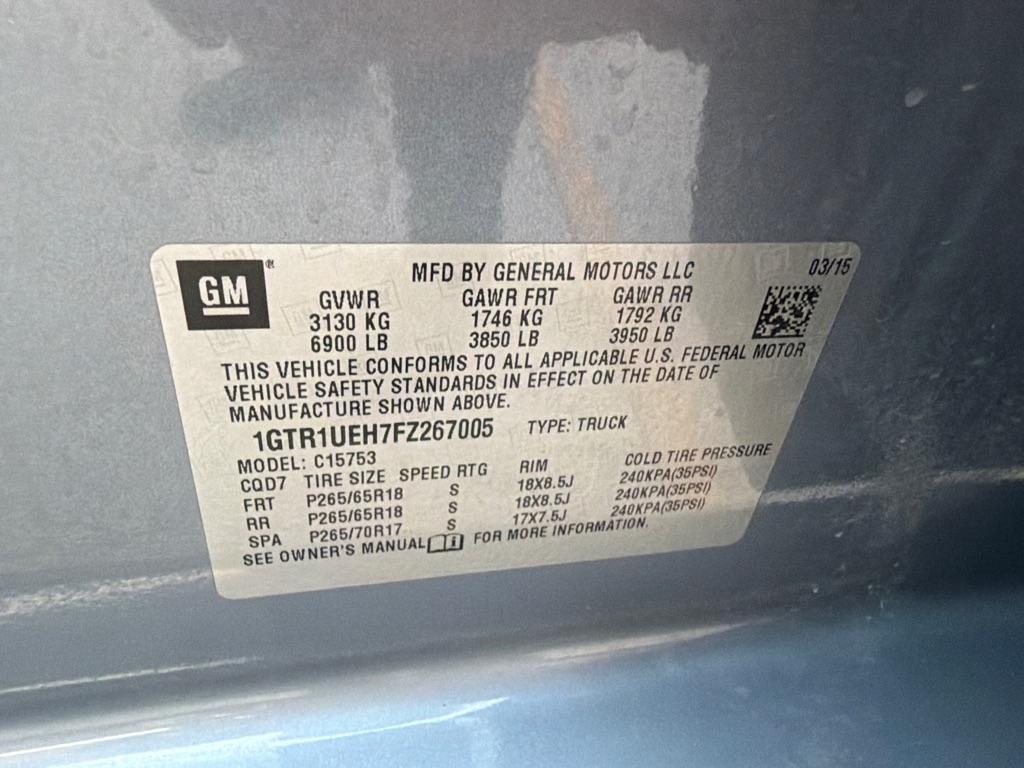 GM ®
MFD BY GENERAL MOTORS LLC 03/15
GVWR GAWR FRT GAWR RR
3130 KG 1746 KG 1792 KG
6900 LB 3850 LB 3950 LB
THIS VEHICLE CONFORMS TO ALL APPLICABLE U.S. FEDERAL MOTOR
VEHICLE SAFETY STANDARDS IN EFFECT ON THE DATE OF
MANUFACTURE SHOWN ABOVE.
1GTR1UEH7FZ267005 TYPE: TRUCK
MODEL: C15753
CQD7 TIRE SIZE SPEED RTG RIM COLD TIRE PRESSURE
FRT P265/65R18 S 18X8.5J 240KPA(35PSI)
RR P265/65R18 S 18X8.5J 240KPA(35PSI)
SPA P265/70R17 S 17X7.5J 240KPA(35PSI)
SEE OWNER'S MANUAL FOR MORE INFORMATION.